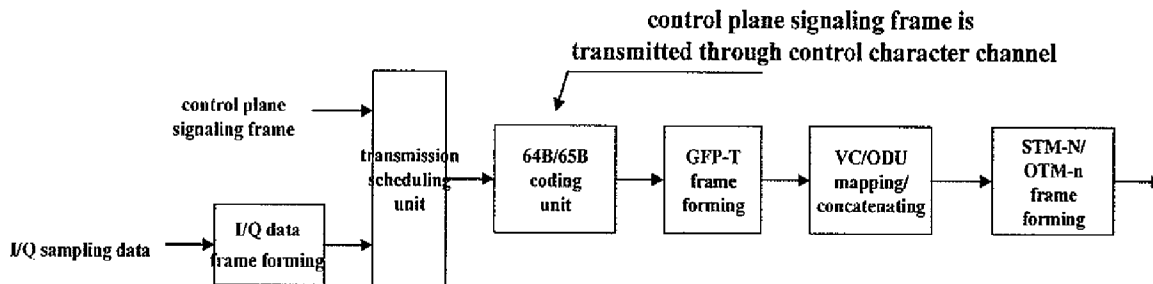 control plane signaling frame is
transmitted through control character channel
control plane
signaling frame
transmission
scheduling
unit
64B/65B
coding
unit
GFP-T
frame
forming
VC/ODU
mapping/
concatenating
STM-N/
OTM-n
frame
forming
I/Q sampling data
I/Q data
frame forming